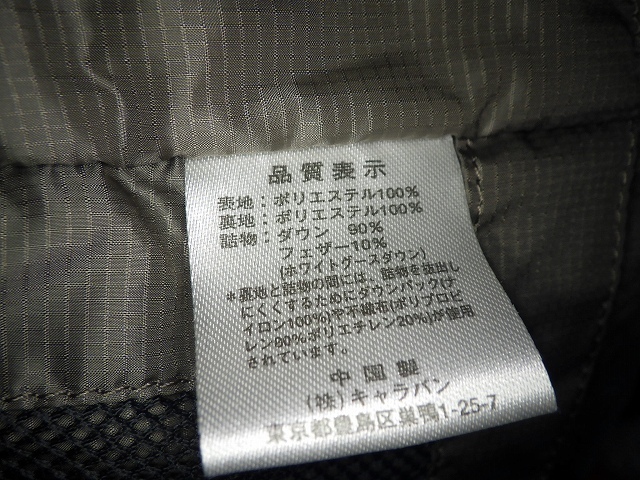 品質表示
表地：ポリエステル100%
裏地：ポリエステル100%
詰物：ダウン 90%
フェザー10%
(ホワイトグースダウン)
*裏地と詰物の間には、詰物を抜出し
にくくするためにダウンパック(ナ
イロン100%)や不織布(ポリプロピ
レン80%ポリエチレン20%)が使用
されています。
中国製
(株)キャラバン
東京都豊島区巣鴨1-25-7